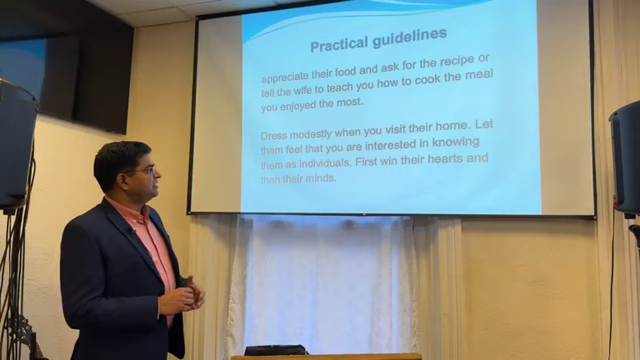 Practical guidelines
appreciate their food and ask for the recipe or
tell the wife to teach you how to cook the meal
you enjoyed the most.
Dress modestly when you visit their home. Let
them feel that you are interested in knowing
them as individuals. First win their hearts and
then their minds.